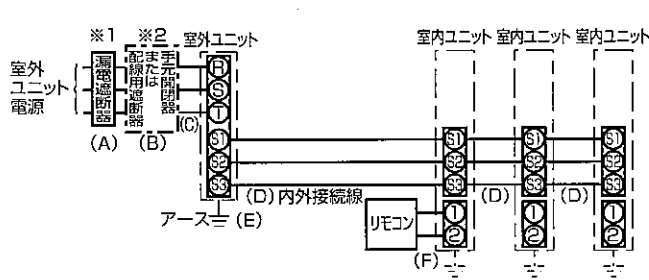 ※1
※2
室外ユニット
室内ユニット
室内ユニット
室内ユニット
室外
ユニット
電源
漏電遮断器
配線用遮断器
または
手元開閉器
(A)
(B)
(C)
R
S
T
S1
S2
S3
S1
S2
S3
S1
S2
S3
S1
S2
S3
(D)内外接続線
(D)
(D)
アース
(E)
リモコン
(F)
1
2
1
2
1
2